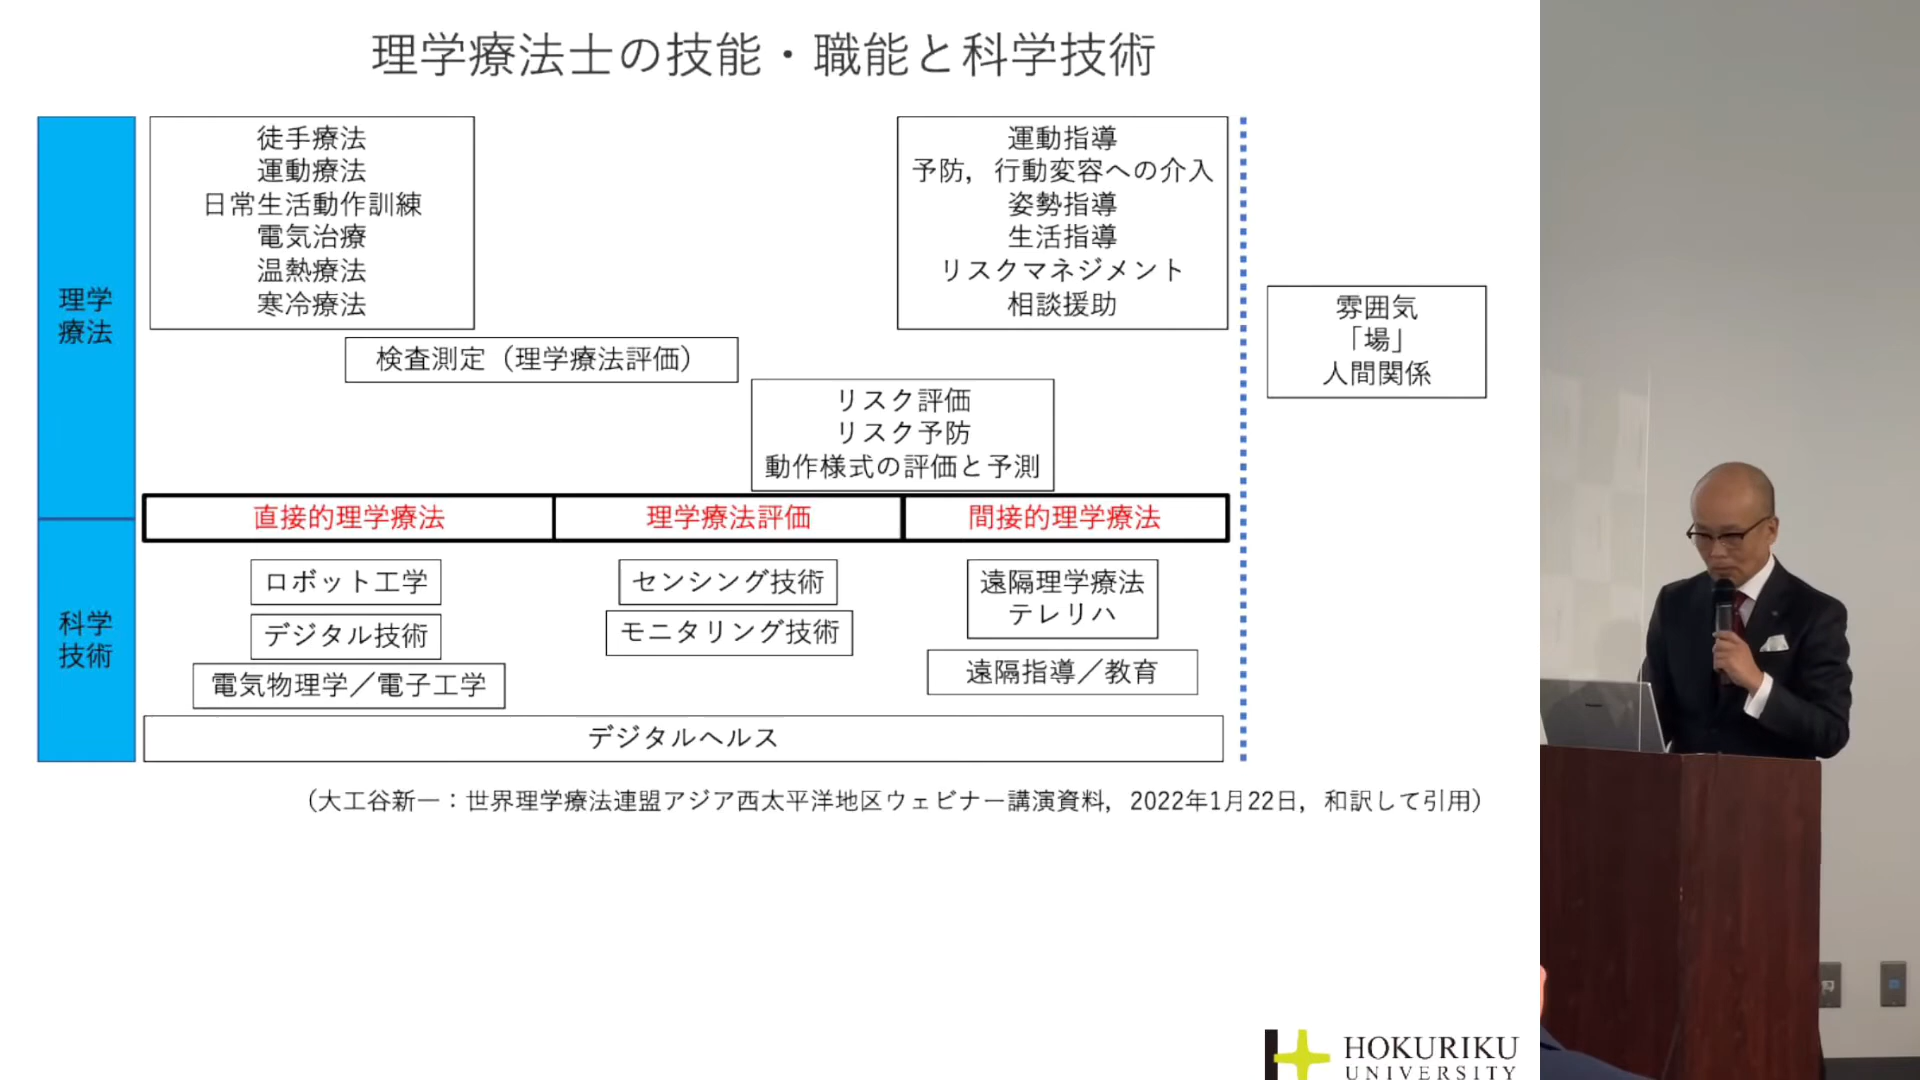 理学療法士の技能・職能と科学技術
理学
療法
徒手療法
運動療法
日常生活動作訓練
電気治療
温熱療法
寒冷療法
運動指導
予防，行動変容への介入
姿勢指導
生活指導
リスクマネジメント
相談援助
雰囲気
「場」
人間関係
検査測定（理学療法評価）
リスク評価
リスク予防
動作様式の評価と予測
直接的理学療法
理学療法評価
間接的理学療法
科学
技術
ロボット工学
デジタル技術
電気物理学／電子工学
センシング技術
モニタリング技術
遠隔理学療法
テレリハ
遠隔指導／教育
デジタルヘルス
（大工谷新一：世界理学療法連盟アジア西太平洋地区ウェビナー講演資料，2022年1月22日，和訳して引用）
HOKURIKU
UNIVERSITY